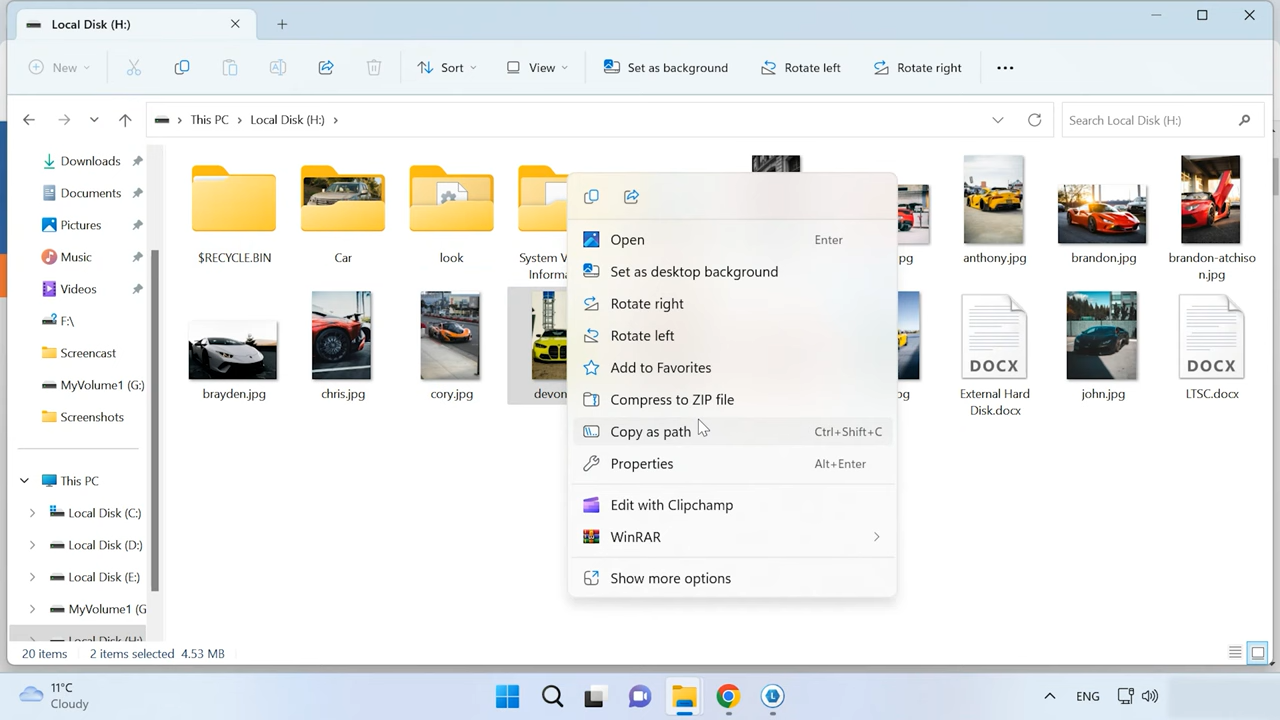 Local Disk (H:)
New
Sort
View
Set as background
Rotate left
Rotate right
This PC
Local Disk (H:)
Search Local Disk (H:)
Downloads
Documents
Pictures
Music
Videos
F:\
Screencast
MyVolume1 (G:)
Screenshots
This PC
Local Disk (C:)
Local Disk (D:)
Local Disk (E:)
MyVolume1 (G
Local Disk (H:)
$RECYCLE.BIN
Car
look
System V
Informa
pg
anthony.jpg
brandon.jpg
brandon-atchiso
n.jpg
brayden.jpg
chris.jpg
cory.jpg
devon
pg
DOCX
External Hard
Disk.docx
john.jpg
DOCX
LTSC.docx
Open Enter
Set as desktop background
Rotate right
Rotate left
Add to Favorites
Compress to ZIP file
Copy as path Ctrl+Shift+C
Properties Alt+Enter
Edit with Clipchamp
WinRAR
Show more options
20 items 2 items selected 4.53 MB
11°C
Cloudy
L
ENG